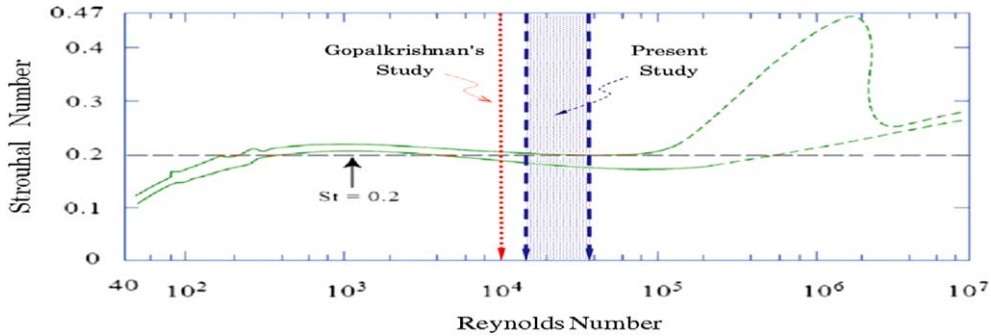 0.47
0.4
0.3
0.2
0.1
0
Strouhal Number
Gopalkrishnan's
Study
Present
Study
St = 0.2
40 10² 10³ 10⁴ 10⁵ 10⁶ 10⁷
Reynolds Number